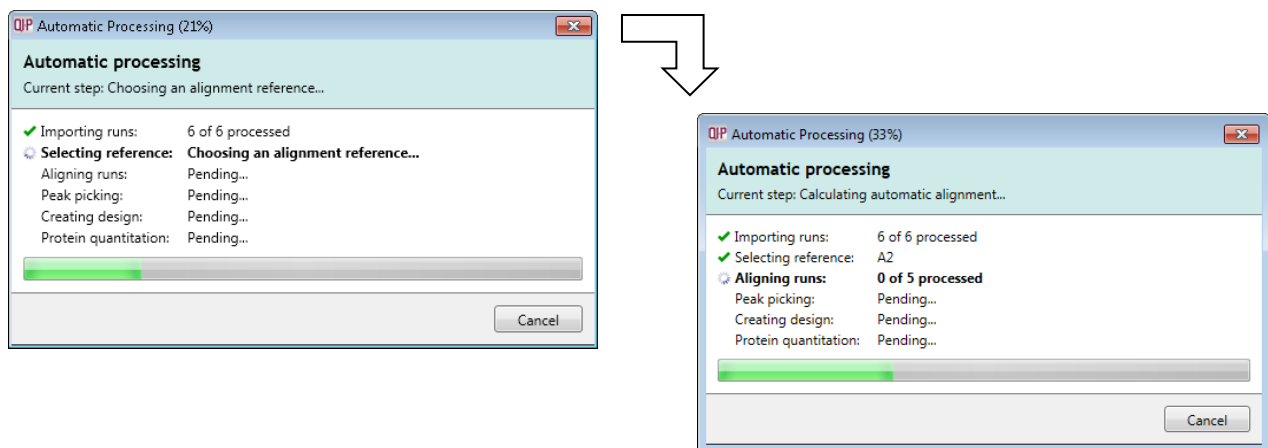 QIP Automatic Processing (21%)
Automatic processing
Current step: Choosing an alignment reference...
Importing runs: 6 of 6 processed
Selecting reference: Choosing an alignment reference...
Aligning runs: Pending...
Peak picking: Pending...
Creating design: Pending...
Protein quantitation: Pending...
Cancel
QIP Automatic Processing (33%)
Automatic processing
Current step: Calculating automatic alignment...
Importing runs: 6 of 6 processed
Selecting reference: A2
Aligning runs: 0 of 5 processed
Peak picking: Pending...
Creating design: Pending...
Protein quantitation: Pending...
Cancel